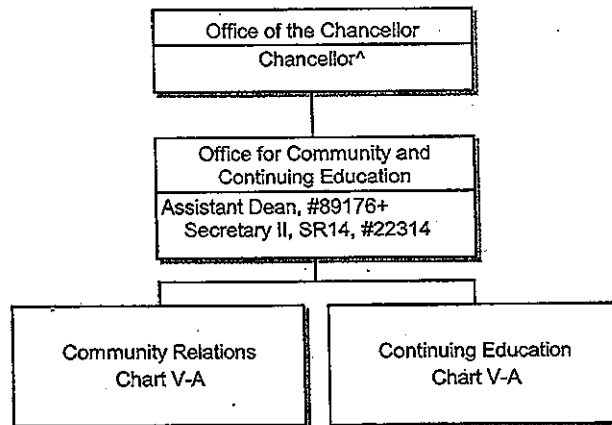 Office of the Chancellor
Chancellor^
Office for Community and
Continuing Education
Assistant Dean, #89176+
Secretary II, SR14, #22314
Community Relations
Chart V-A
Continuing Education
Chart V-A